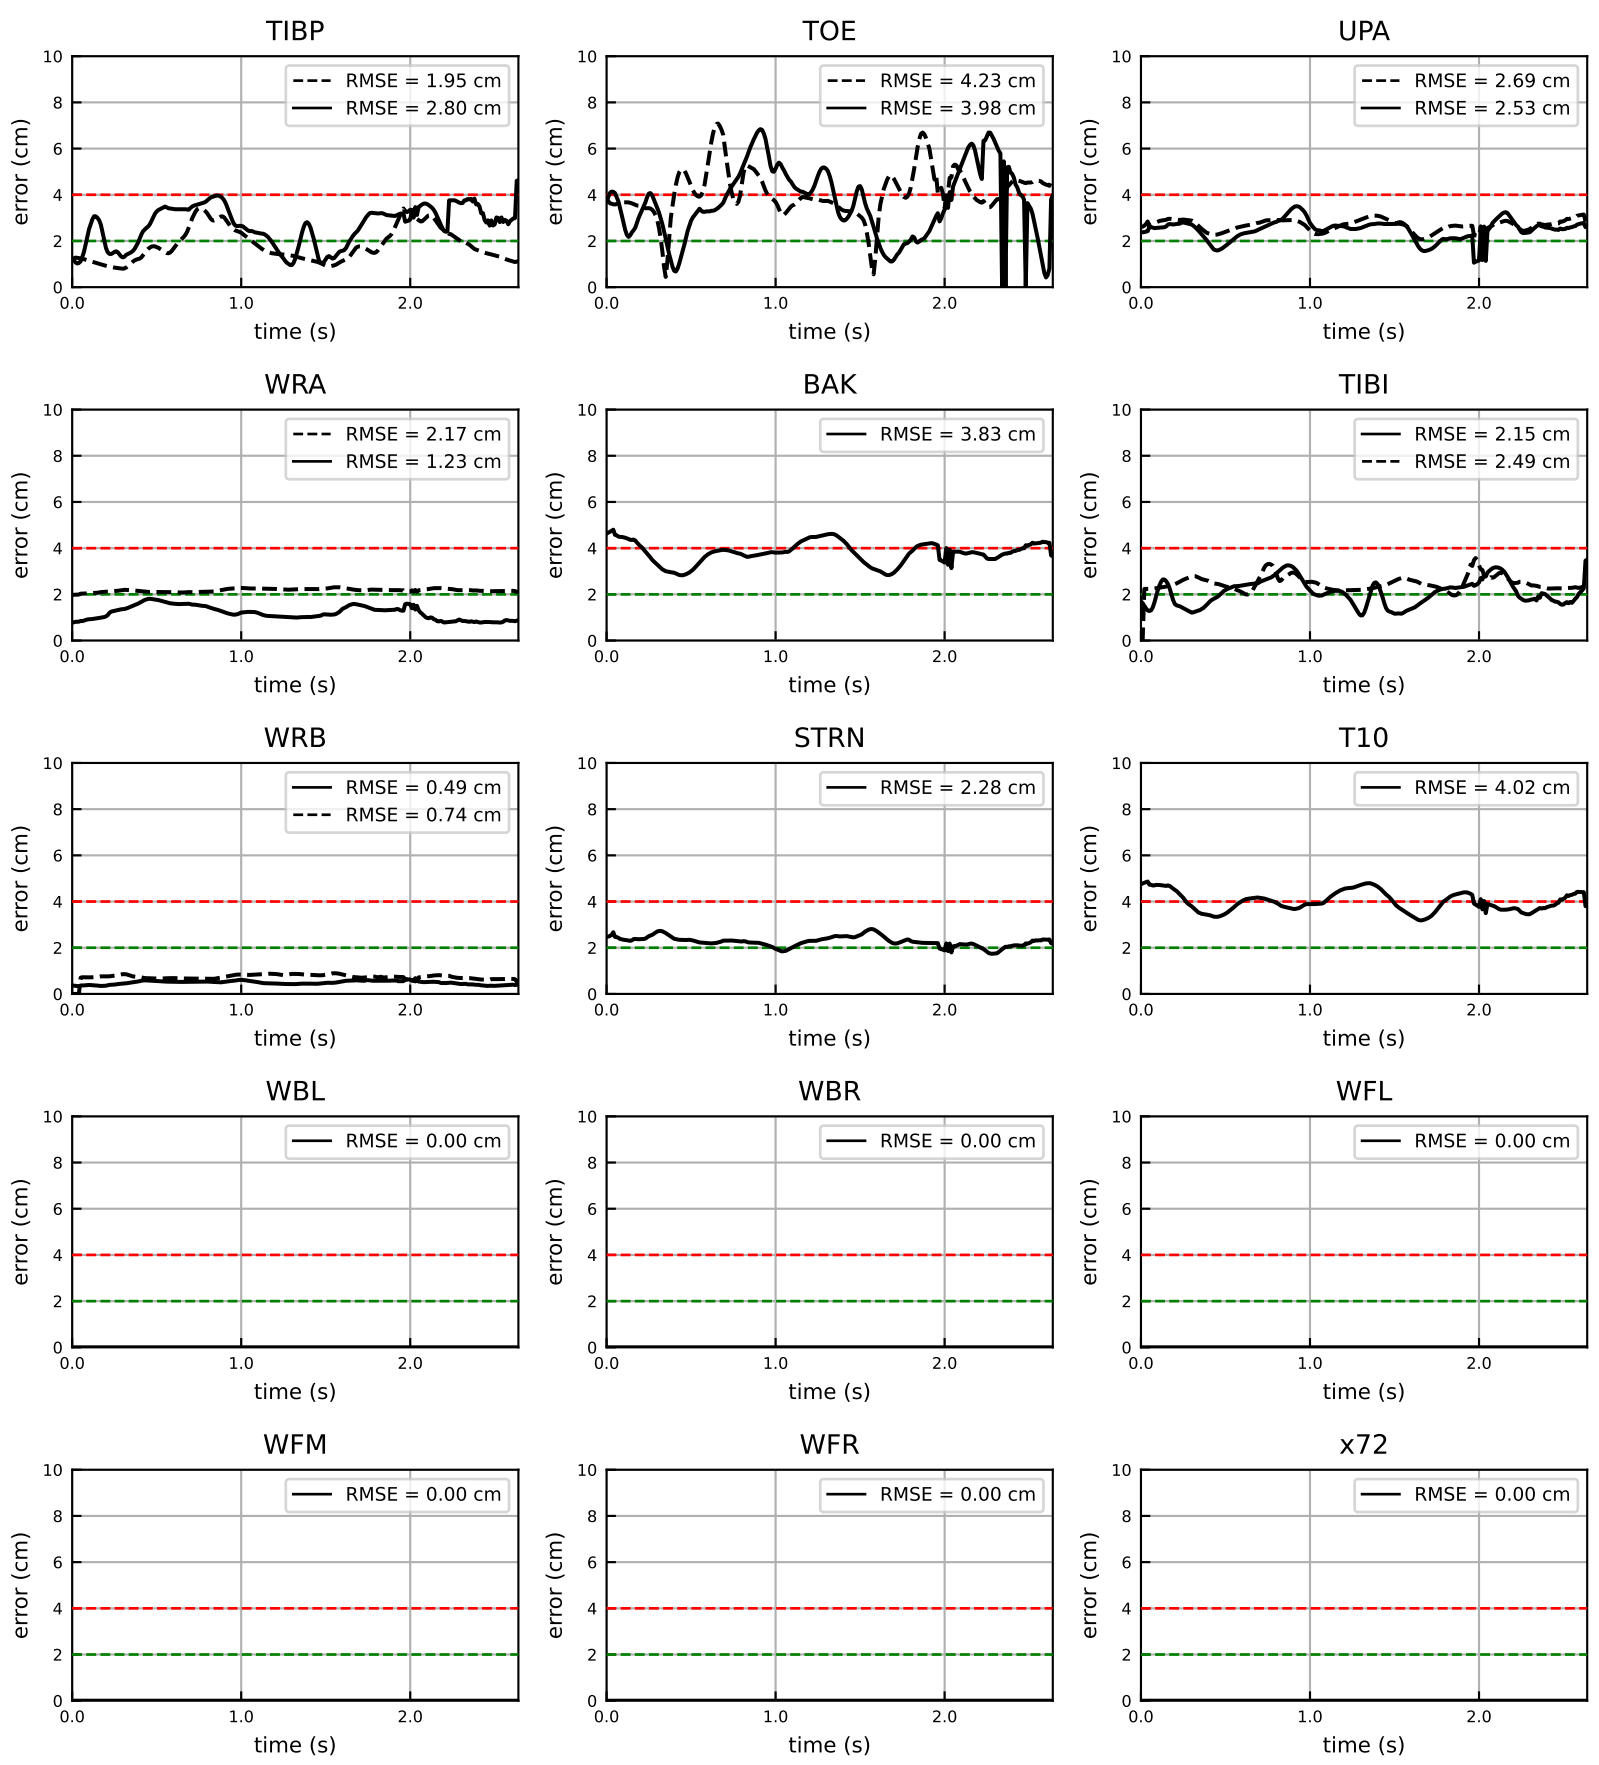 TIBP
TOE
UPA
RMSE = 1.95 cm
RMSE = 2.80 cm
RMSE = 4.23 cm
RMSE = 3.98 cm
RMSE = 2.69 cm
RMSE = 2.53 cm
error (cm)
10
8
6
4
2
0
error (cm)
10
8
6
4
2
0
error (cm)
10
8
6
4
2
0
0.0 1.0 2.0
0.0 1.0 2.0
0.0 1.0 2.0
time (s)
time (s)
time (s)
WRA
BAK
TIBI
RMSE = 2.17 cm
RMSE = 1.23 cm
RMSE = 3.83 cm
RMSE = 2.15 cm
RMSE = 2.49 cm
error (cm)
10
8
6
4
2
0
error (cm)
10
8
6
4
2
0
error (cm)
10
8
6
4
2
0
0.0 1.0 2.0
0.0 1.0 2.0
0.0 1.0 2.0
time (s)
time (s)
time (s)
WRB
STRN
T10
RMSE = 0.49 cm
RMSE = 0.74 cm
RMSE = 2.28 cm
RMSE = 4.02 cm
error (cm)
10
8
6
4
2
0
error (cm)
10
8
6
4
2
0
error (cm)
10
8
6
4
2
0
0.0 1.0 2.0
0.0 1.0 2.0
0.0 1.0 2.0
time (s)
time (s)
time (s)
WBL
WBR
WFL
RMSE = 0.00 cm
RMSE = 0.00 cm
RMSE = 0.00 cm
error (cm)
10
8
6
4
2
0
error (cm)
10
8
6
4
2
0
error (cm)
10
8
6
4
2
0
0.0 1.0 2.0
0.0 1.0 2.0
0.0 1.0 2.0
time (s)
time (s)
time (s)
WFM
WFR
x72
RMSE = 0.00 cm
RMSE = 0.00 cm
RMSE = 0.00 cm
error (cm)
10
8
6
4
2
0
error (cm)
10
8
6
4
2
0
error (cm)
10
8
6
4
2
0
0.0 1.0 2.0
0.0 1.0 2.0
0.0 1.0 2.0
time (s)
time (s)
time (s)